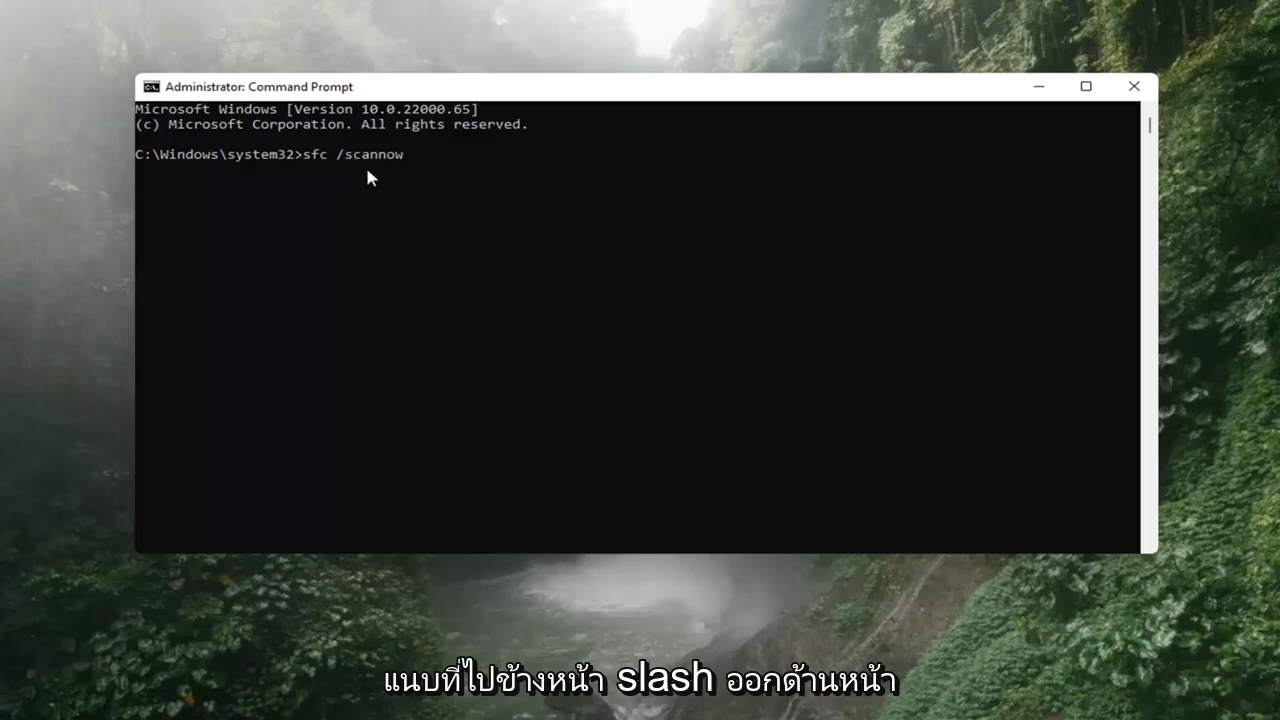 Administrator: Command Prompt
Microsoft Windows [Version 10.0.22000.65]
(c) Microsoft Corporation. All rights reserved.
C:\Windows\system32>sfc /scannow
แนบที่ไปข้างหน้า slash ออกด้านหน้า